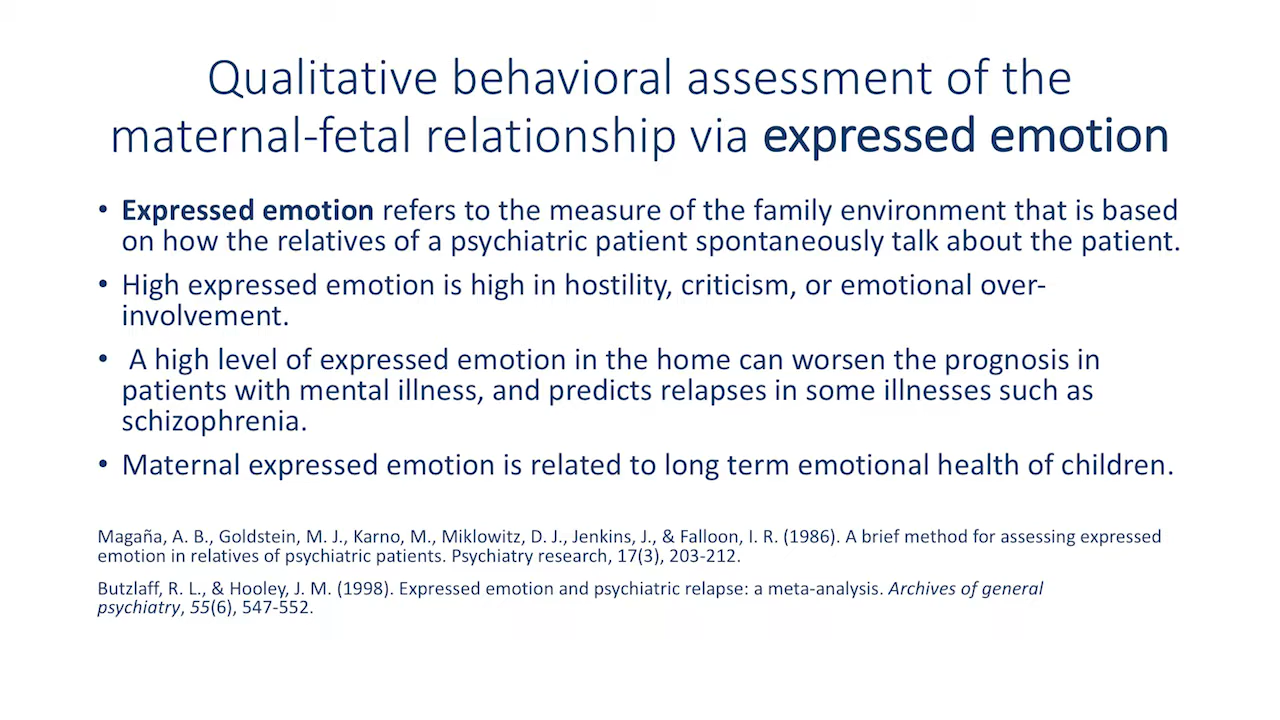 Qualitative behavioral assessment of the
maternal-fetal relationship via expressed emotion
• Expressed emotion refers to the measure of the family environment that is based
on how the relatives of a psychiatric patient spontaneously talk about the patient.
• High expressed emotion is high in hostility, criticism, or emotional over-
involvement.
• A high level of expressed emotion in the home can worsen the prognosis in
patients with mental illness, and predicts relapses in some illnesses such as
schizophrenia.
• Maternal expressed emotion is related to long term emotional health of children.
Magaña, A. B., Goldstein, M. J., Karno, M., Miklowitz, D. J., Jenkins, J., & Falloon, I. R. (1986). A brief method for assessing expressed
emotion in relatives of psychiatric patients. Psychiatry research, 17(3), 203-212.
Butzlaff, R. L., & Hooley, J. M. (1998). Expressed emotion and psychiatric relapse: a meta-analysis. Archives of general
psychiatry, 55(6), 547-552.